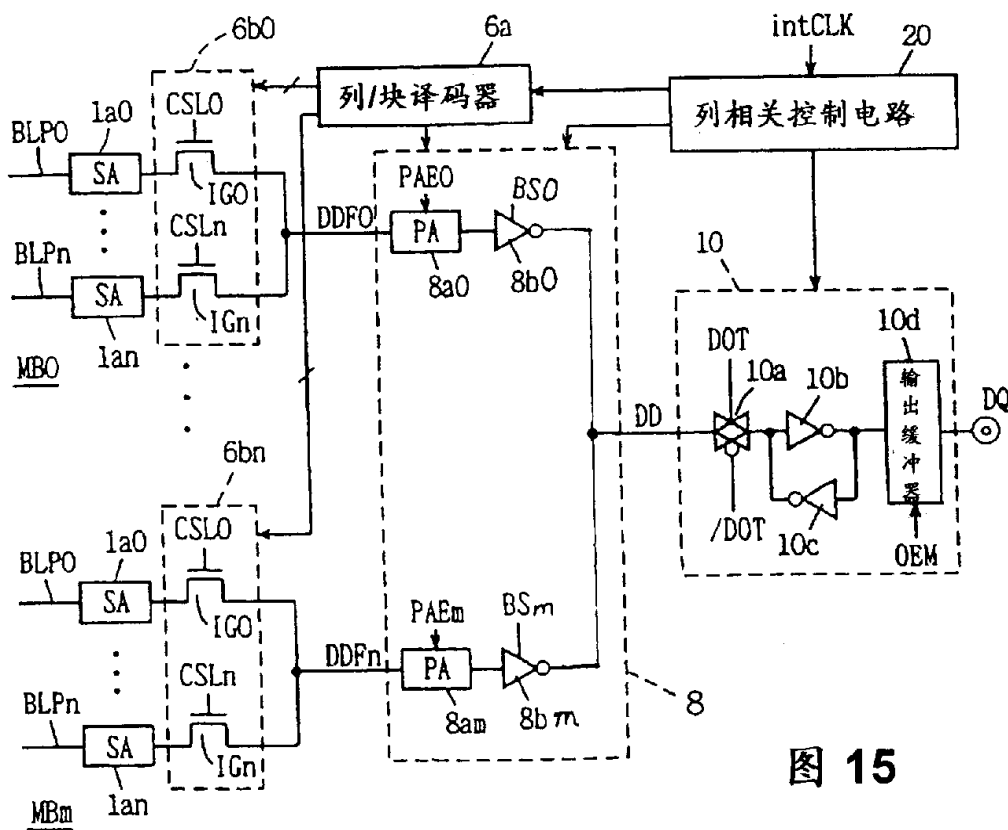 6b0
6a
intCLK
20
列/块译码器
列相关控制电路
CSL0
1a0
BLP0
SA
IG0
CSLn
BLPn
SA
IGn
1an
MB0
PAE0
BS0
DDF0
PA
8a0
8b0
10
DOT
10a
10b
10d
输出缓冲器
DQ
DD
/DOT
10c
OEM
6bn
CSL0
1a0
BLP0
SA
IG0
CSLn
BLPn
SA
IGn
1an
MBm
PAEm
BSm
DDFn
PA
8am
8bm
8
图 15